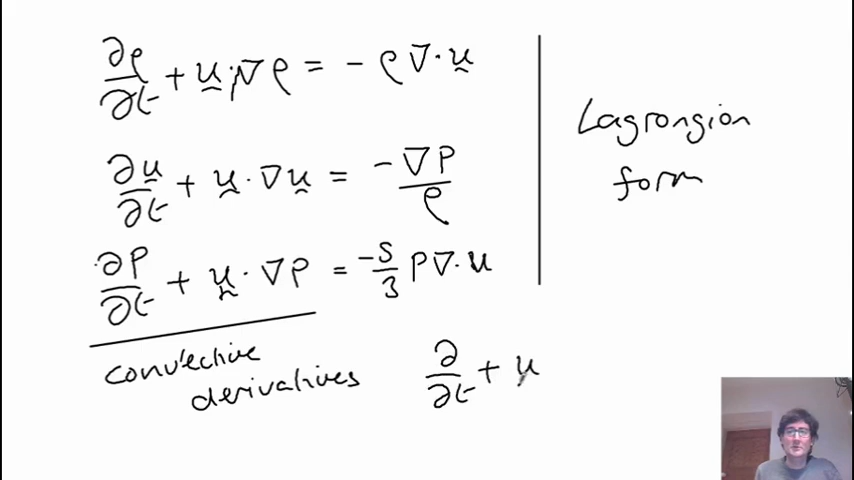 ∂ρ/∂t + u·∇ρ = - ρ∇·u
∂u/∂t + u·∇u = -∇P/ρ
∂P/∂t + u·∇P = -5/3 P∇·u
convective
derivatives
∂/∂t + u
Lagrangian
form